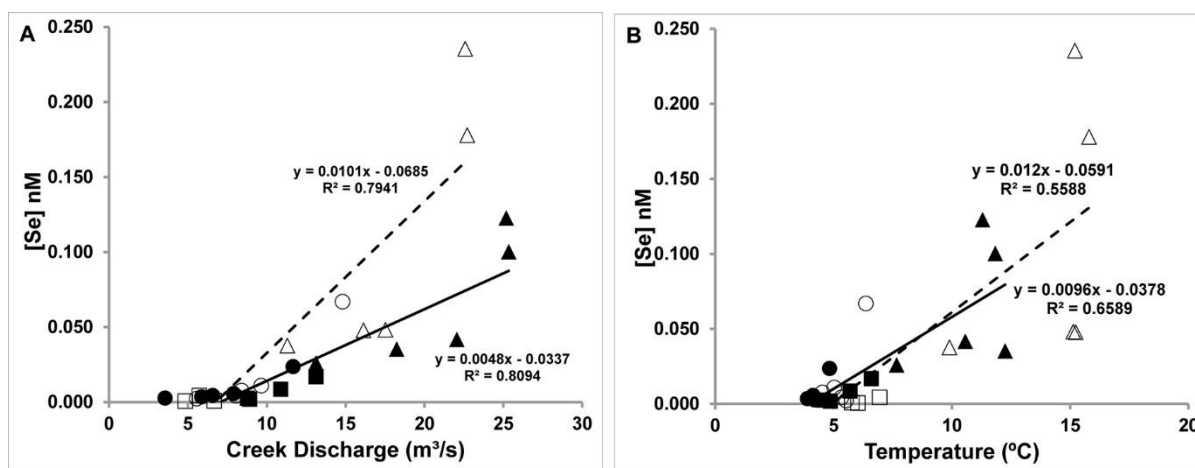 A
0.250
0.200
0.150
0.100
0.050
0.000
[Se] nM
y = 0.0101x - 0.0685
R² = 0.7941
y = 0.0048x - 0.0337
R² = 0.8094
0 5 10 15 20 25 30
Creek Discharge (m³/s)
B
0.250
0.200
0.150
0.100
0.050
0.000
[Se] nM
y = 0.012x - 0.0591
R² = 0.5588
y = 0.0096x - 0.0378
R² = 0.6589
0 5 10 15 20
Temperature (ºC)